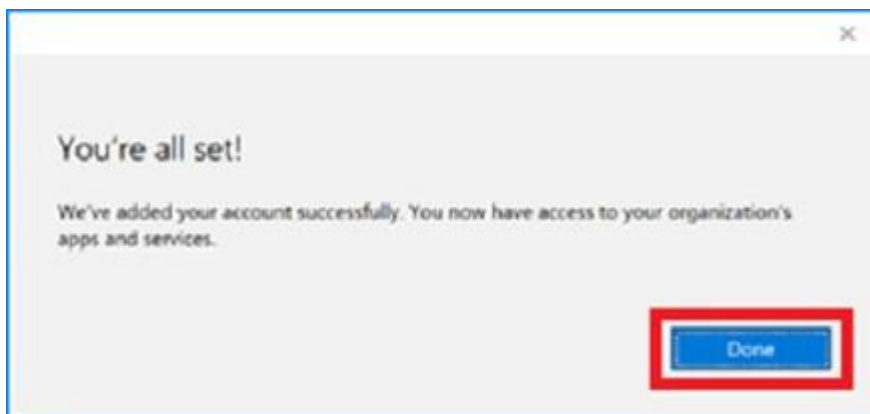 You're all set!
We've added your account successfully. You now have access to your organization's
apps and services.
Done